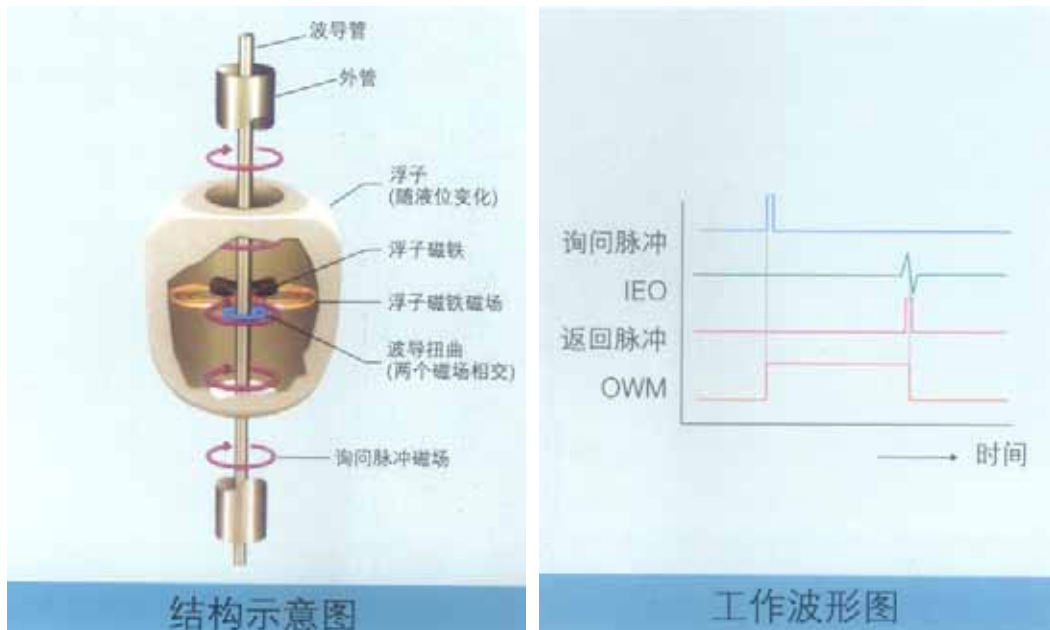 波导管
外管
浮子
(随液位变化)
浮子磁铁
浮子磁铁磁场
波导扭曲
(两个磁场相交)
询问脉冲磁场
结构示意图
询问脉冲
IEO
返回脉冲
OWM
时间
工作波形图